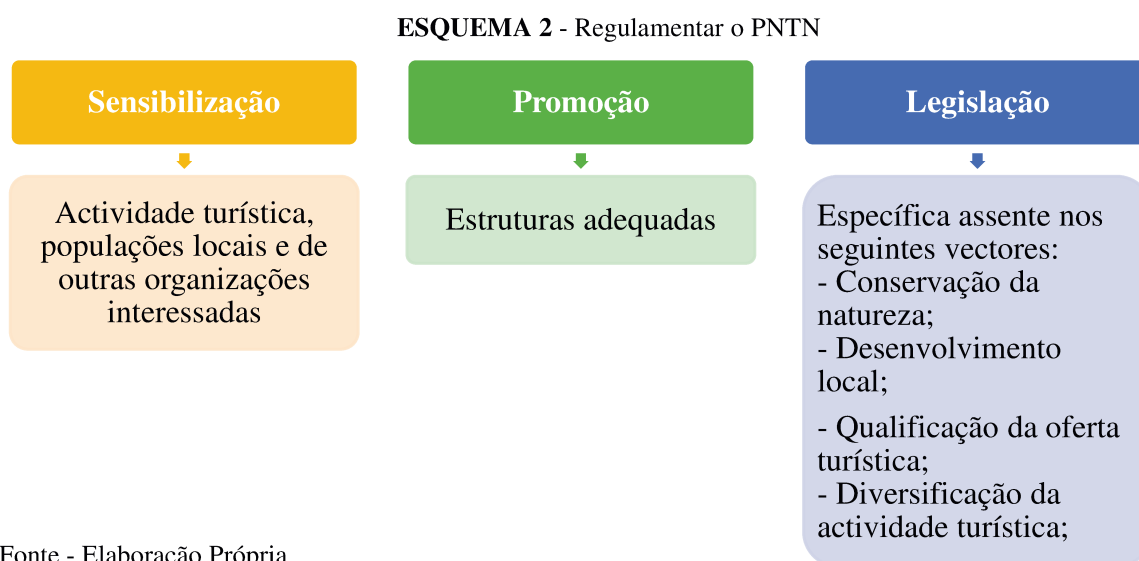 ESQUEMA 2 - Regulamentar o PNTN
Sensibilização
Actividade turística,
populações locais e de
outras organizações
interessadas
Promoção
Estruturas adequadas
Legislação
Específica assente nos
seguintes vectores:
- Conservação da
natureza;
- Desenvolvimento
local;
- Qualificação da oferta
turística;
- Diversificação da
actividade turística;
Fonte - Elaboração Própria